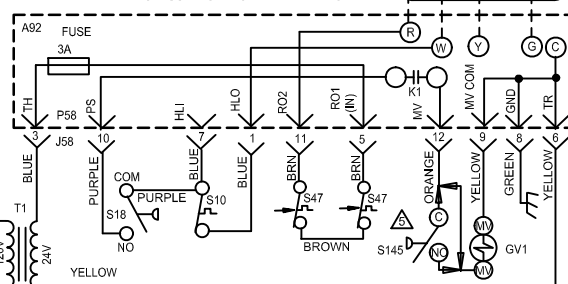 A92
FUSE
3A
R
W
Y
G
C
K1
TH
PS
HLI
HLO
RO2
RO1
(IN)
MV
MV COM
GND
TR
P58
J58
3
10
7
1
11
5
12
9
8
6
BLUE
PURPLE
BLUE
BLUE
BRN
BRN
ORANGE
YELLOW
GREEN
YELLOW
COM
PURPLE
S10
S47
S47
S18
NO
BROWN
5
C
S145
NO
MV
GV1
MV
T1
120V
24V
YELLOW